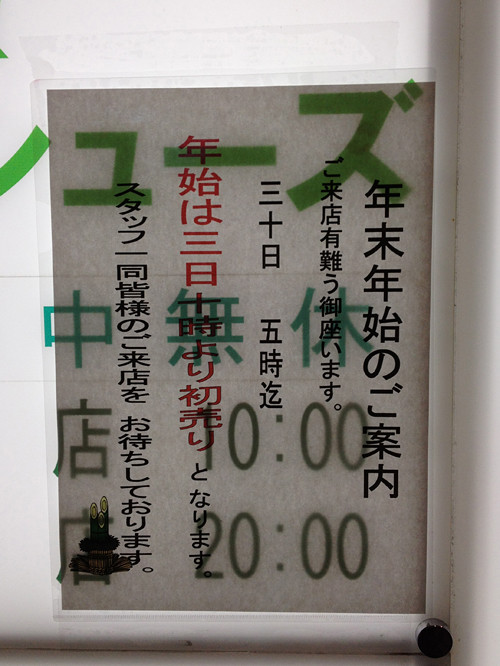 年末年始のご案内
ご来店有難う御座います。
三十日 五時迄
年始は三日十時より初売りとなります。
スタッフ一同皆様のご来店をお待ちしております。
ューズ
中無休
店 10:00
店 20:00